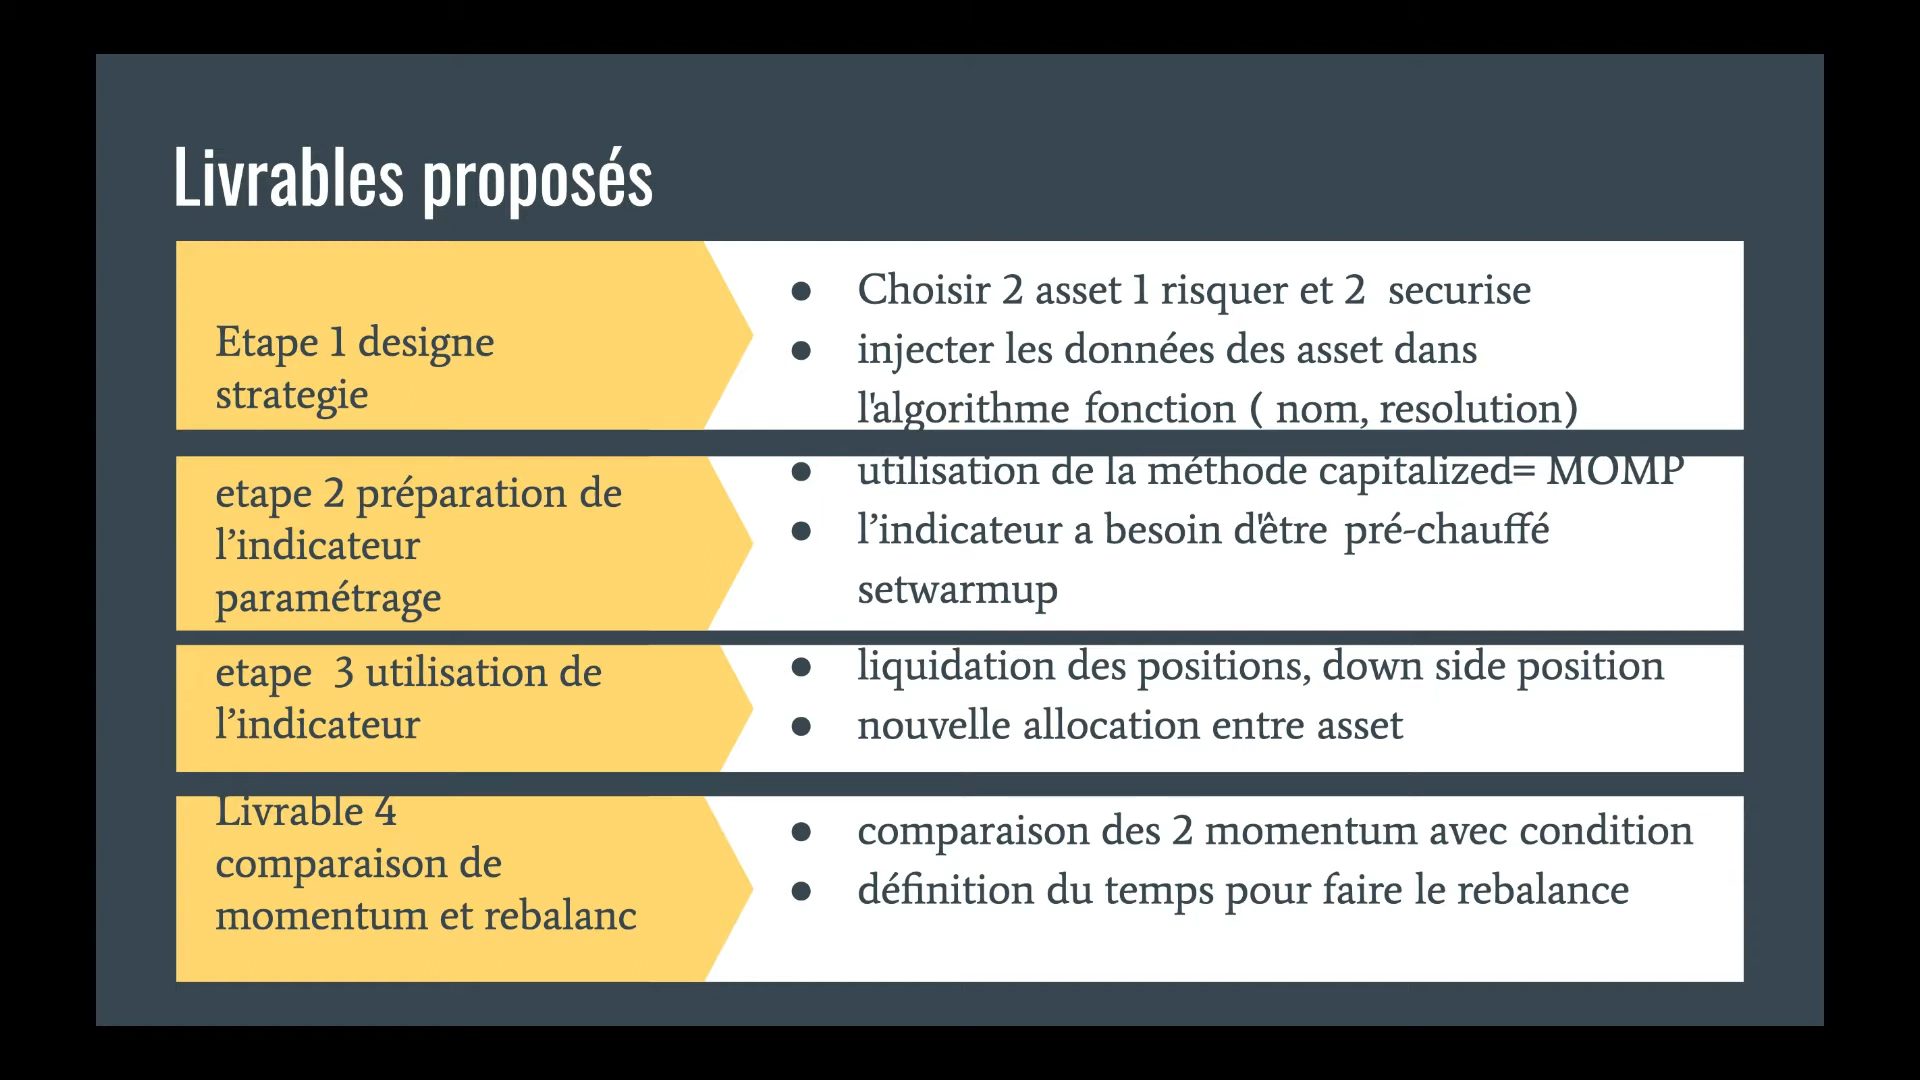 Livrables proposés
Etape 1 designe
strategie
● Choisir 2 asset 1 risquer et 2  securise
● injecter les données des asset dans
l'algorithme fonction ( nom, resolution)
etape 2 préparation de
l’indicateur
paramétrage
● utilisation de la méthode capitalized= MOMP
● l’indicateur a besoin d'être pré-chauffé
setwarmup
etape  3 utilisation de
l’indicateur
● liquidation des positions, down side position
● nouvelle allocation entre asset
Livrable 4
comparaison de
momentum et rebalanc
● comparaison des 2 momentum avec condition
● définition du temps pour faire le rebalance